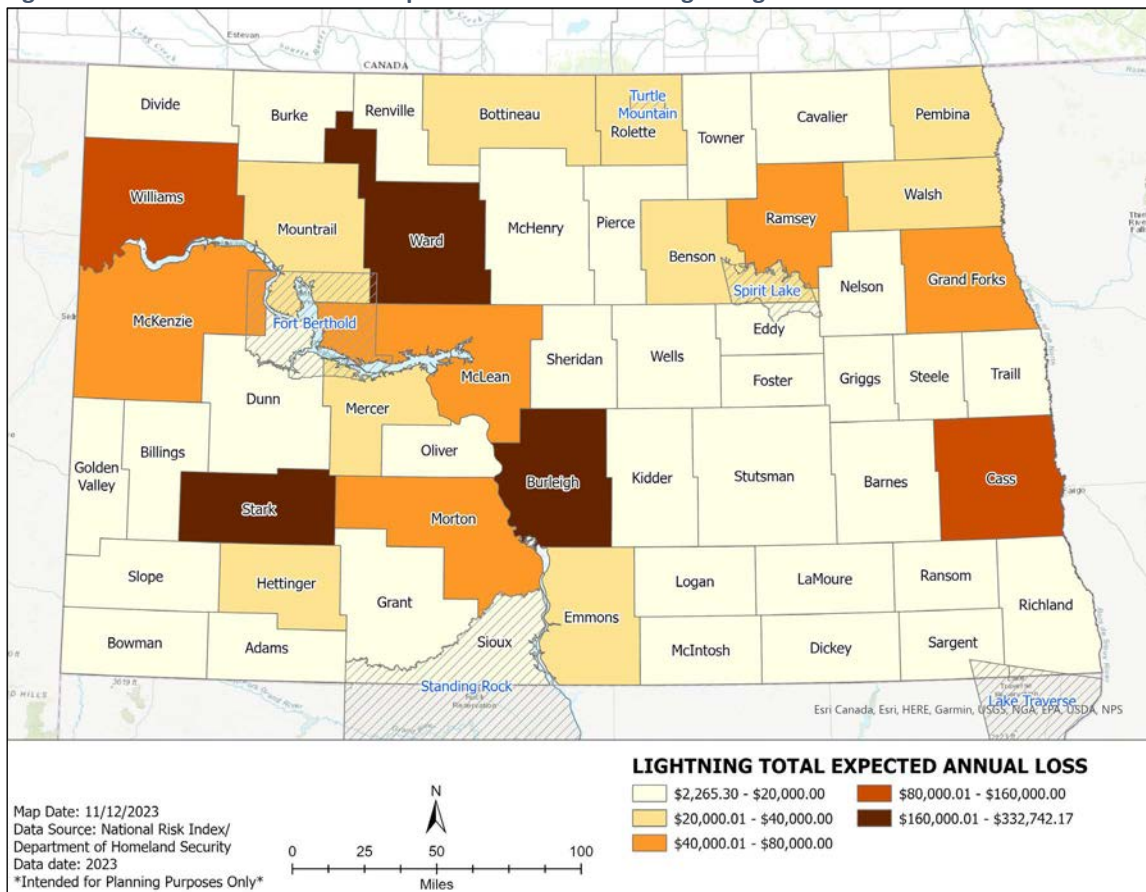 Estevan
CANADA
Divide
Burke
Renville
Bottineau
Turtle
Mountain
Rolette
Towner
Cavalier
Pembina
Williams
Mountrail
Ward
McHenry
Pierce
Benson
Ramsey
Walsh
Spirit Lake
Nelson
Grand Forks
McKenzie
Fort Berthold
McLean
Sheridan
Wells
Eddy
Foster
Griggs
Steele
Traill
Dunn
Mercer
Oliver
Golden
Valley
Billings
Stark
Morton
Burleigh
Kidder
Stutsman
Barnes
Cass
Fargo
Slope
Hettinger
Grant
Emmons
Logan
LaMoure
Ransom
Richland
Bowman
Adams
Sioux
McIntosh
Dickey
Sargent
Standing Rock
Reservation
Lake Traverse
3619 ft
Esri Canada, Esri, HERE, Garmin, USGS, NGA, EPA, USDA, NPS
LIGHTNING TOTAL EXPECTED ANNUAL LOSS
$2,265.30 - $20,000.00
$20,000.01 - $40,000.00
$40,000.01 - $80,000.00
$80,000.01 - $160,000.00
$160,000.01 - $332,742.17
Map Date: 11/12/2023
Data Source: National Risk Index/
Department of Homeland Security
Data date: 2023
*Intended for Planning Purposes Only*
N
0 50 100
Miles